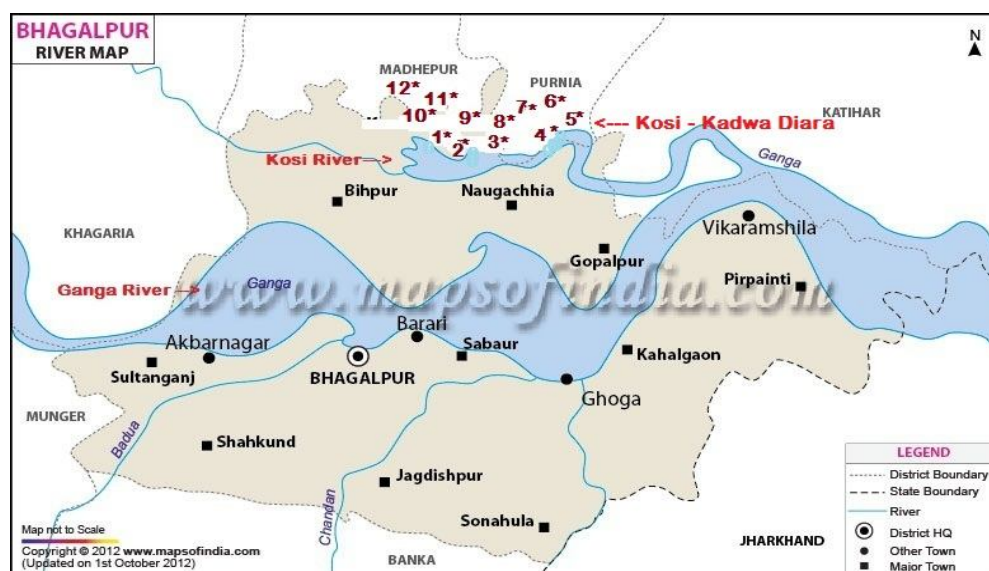 BHAGALPUR
RIVER MAP
N
MADHEPUR
PURNIA
KATIHAR
12*
11*
10*
9*
8*
7*
6*
5*
4*
3*
2*
1*
<--- Kosi - Kadwa Diara
Kosi River-->
Ganga
Bihpur
Naugachhia
Vikaramshila
KHAGARIA
Gopalpur
Pirpainti
Ganga River-->
Ganga
www.mapsofindia.com
Barari
Akbarnagar
Sabaur
Kahalgaon
Sultanganj
BHAGALPUR
Ghoga
MUNGER
Badua
Shahkund
Jagdishpur
Chandan
Sonahula
BANKA
JHARKHAND
LEGEND
District Boundary
State Boundary
River
District HQ
Other Town
Major Town
Map not to Scale
Copyright © 2012 www.mapsofindia.com
(Updated on 1st October 2012)